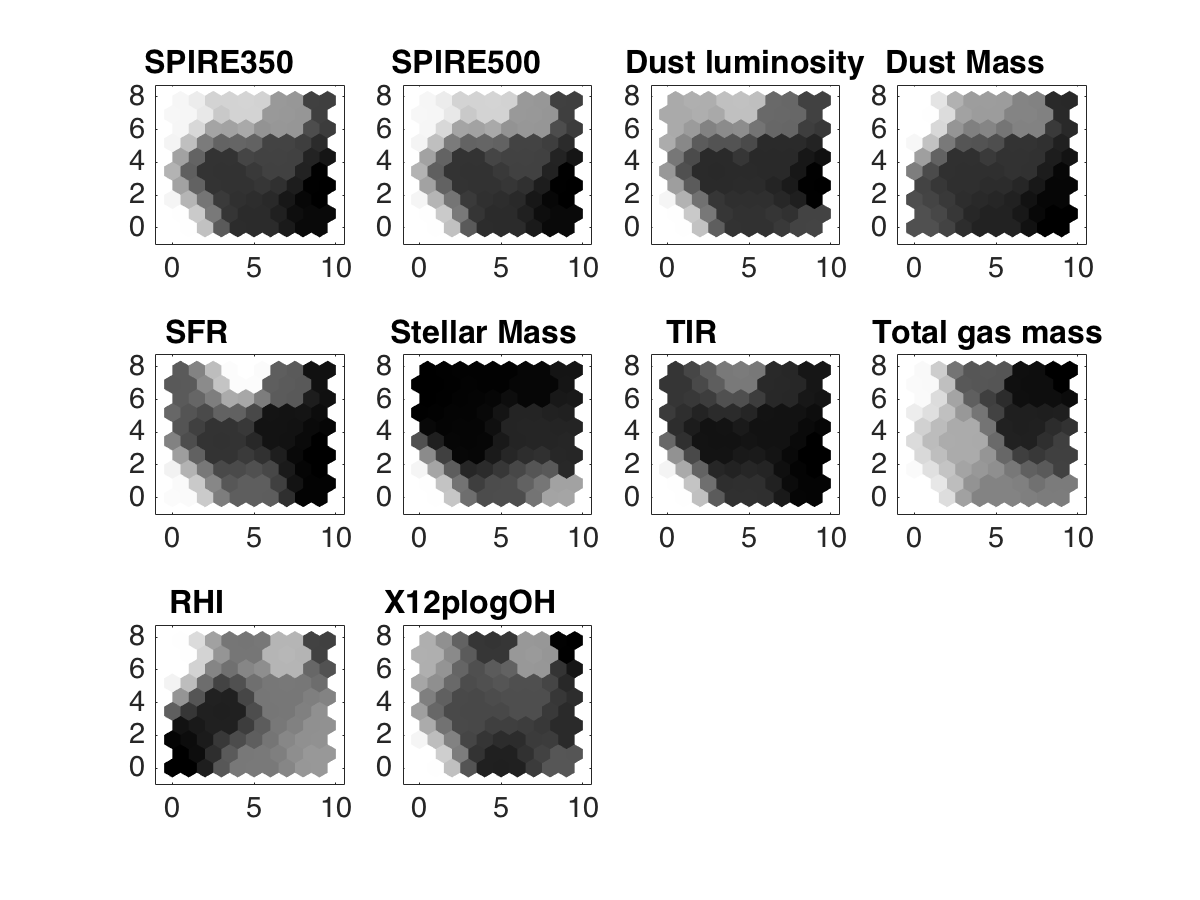 SPIRE350 SPIRE500 Dust luminosity Dust Mass
8 8 8 8
6 6 6 6
4 4 4 4
2 2 2 2
0 0 0 0
0 5 10 0 5 10 0 5 10 0 5 10
SFR Stellar Mass TIR Total gas mass
8 8 8 8
6 6 6 6
4 4 4 4
2 2 2 2
0 0 0 0
0 5 10 0 5 10 0 5 10 0 5 10
RHI X12plogOH
8 8
6 6
4 4
2 2
0 0
0 5 10 0 5 10